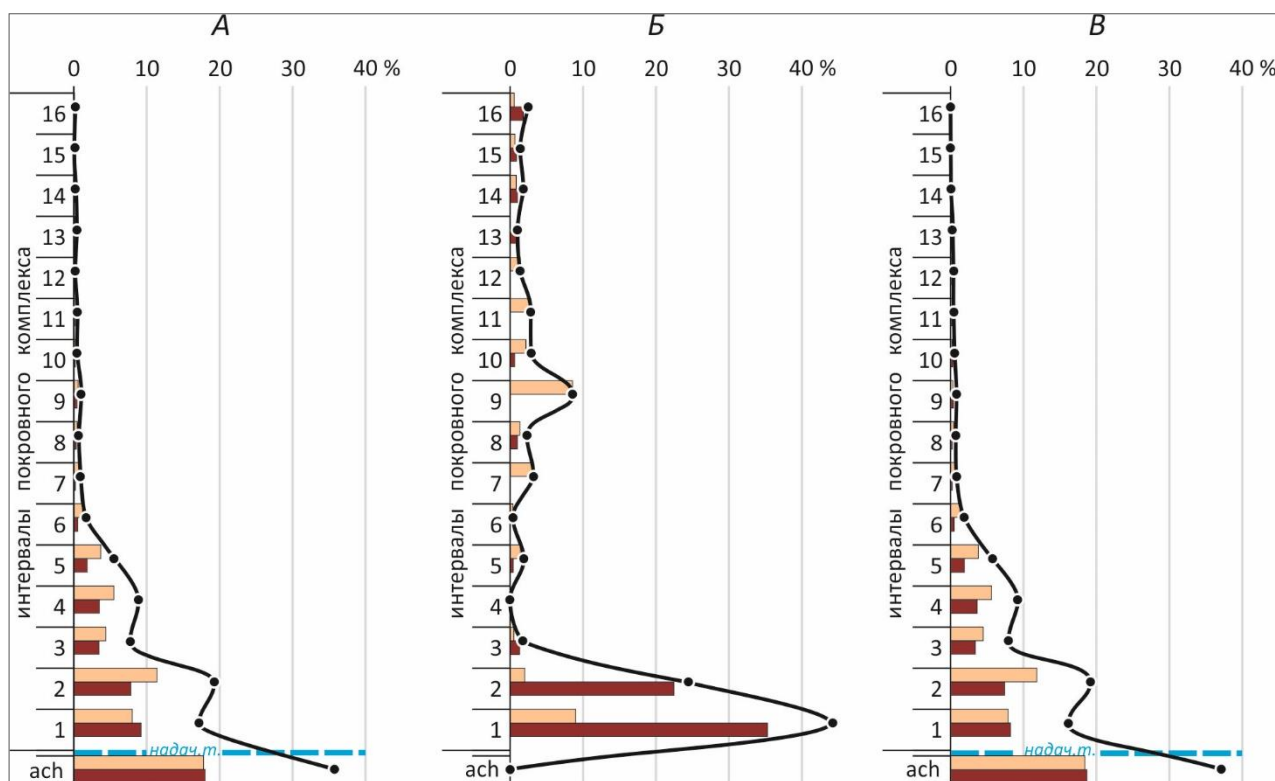 А Б В
0 10 20 30 40 % 0 10 20 30 40 % 0 10 20 30 40 %
16 16 16
15 15 15
14 14 14
13 13 13
12 12 12
11 11 11
10 10 10
9 9 9
8 8 8
7 7 7
6 6 6
5 5 5
4 4 4
3 3 3
2 2 2
1 1 1
интервалы покровного комплекса
интервалы покровного комплекса
интервалы покровного комплекса
надач.т. надач.т.
ach ach ach